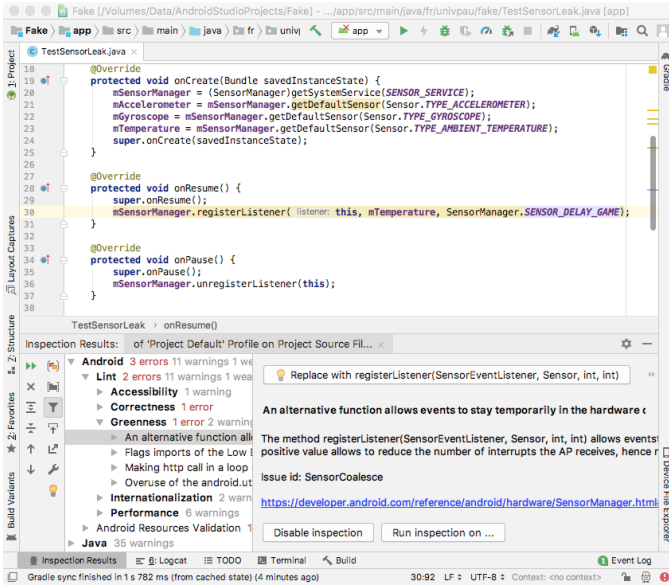 Fake [/Volumes/Data/AndroidStudioProjects/Fake] - .../app/src/main/java/fr/univpau/fake/TestSensorLeak.java [app]
Fake app src main java fr univ app
TestSensorLeak.java ×
1: Project
Layout Captures
Z: Structure
2: Favorites
Build Variants
Gradle
Device File Explorer
18 @Override
19 protected void onCreate(Bundle savedInstanceState) {
20 mSensorManager = (SensorManager)getSystemService(SENSOR_SERVICE);
21 mAccelerometer = mSensorManager.getDefaultSensor(Sensor.TYPE_ACCELEROMETER);
22 mGyroscope = mSensorManager.getDefaultSensor(Sensor.TYPE_GYROSCOPE);
23 mTemperature = mSensorManager.getDefaultSensor(Sensor.TYPE_AMBIENT_TEMPERATURE);
24 super.onCreate(savedInstanceState);
25 }
26
27 @Override
28 protected void onResume() {
29 super.onResume();
30 mSensorManager.registerListener( listener: this, mTemperature, SensorManager.SENSOR_DELAY_GAME);
31 }
32
33 @Override
34 protected void onPause() {
35 super.onPause();
36 mSensorManager.unregisterListener(this);
37 }
38
TestSensorLeak › onResume()
Inspection Results: of 'Project Default' Profile on Project Source Fil... ×
Android 3 errors 11 warnings 1 we
Lint 2 errors 11 warnings 1 wea
Accessibility 1 warning
Correctness 1 error
Greenness 1 error 2 warning
An alternative function all
Flags imports of the Low
Making http call in a loop
Overuse of the android.ut
Internationalization 2 warn
Performance 6 warnings
Android Resources Validation 1
Java 35 warnings
Replace with registerListener(SensorEventListener, Sensor, int, int)
An alternative function allows events to stay temporarily in the hardware
The method registerListener(SensorEventListener, Sensor, int, int) allows events
positive value allows to reduce the number of interrupts the AP receives, hence
Issue id: SensorCoalesce
https://developer.android.com/reference/android/hardware/SensorManager.html
Disable inspection Run inspection on ...
Inspection Results 6: Logcat TODO Terminal Build 1 Event Log
Gradle sync finished in 1 s 782 ms (from cached state) (4 minutes ago) 30:92 LF UTF-8 Context: <no context>